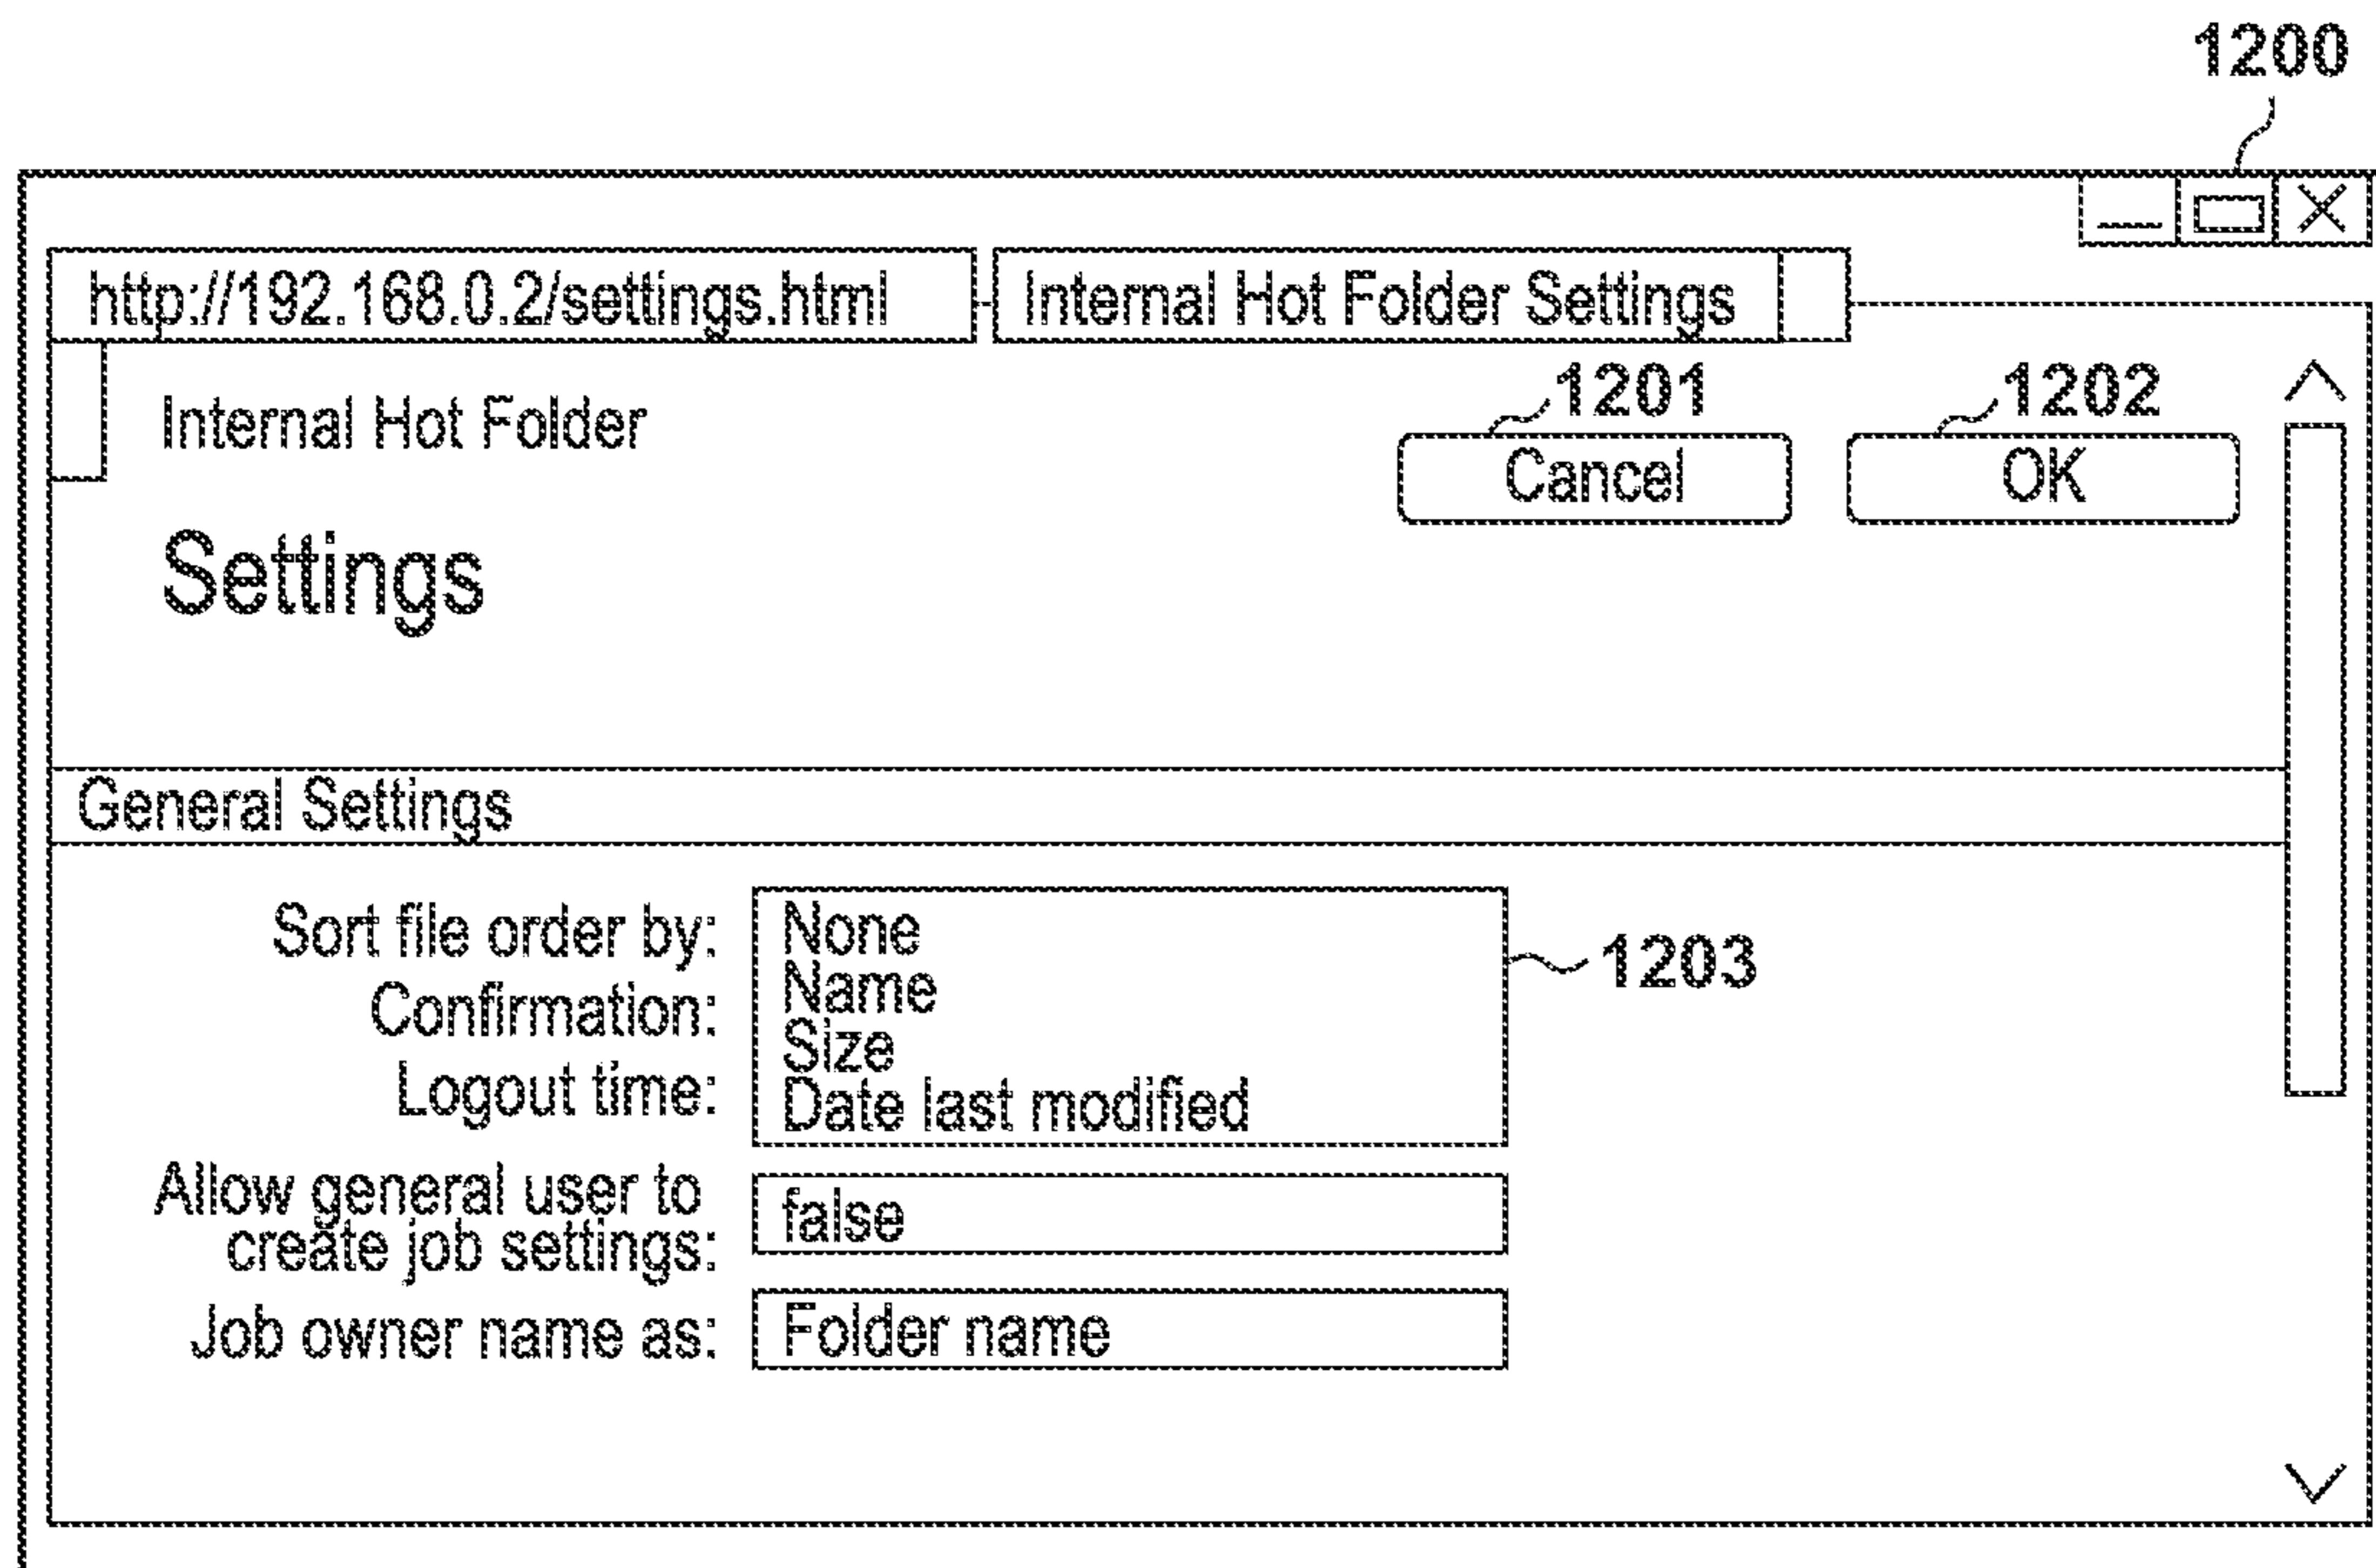 1200
http://192.168.0.2/settings.html Internal Hot Folder Settings
1201 1202
Internal Hot Folder
Cancel OK
Settings
General Settings
Sort file order by: None
1203
Name
Confirmation:
Size
Logout time: Date last modified
Allow general user to
create job settings: false
Job owner name as: Folder name